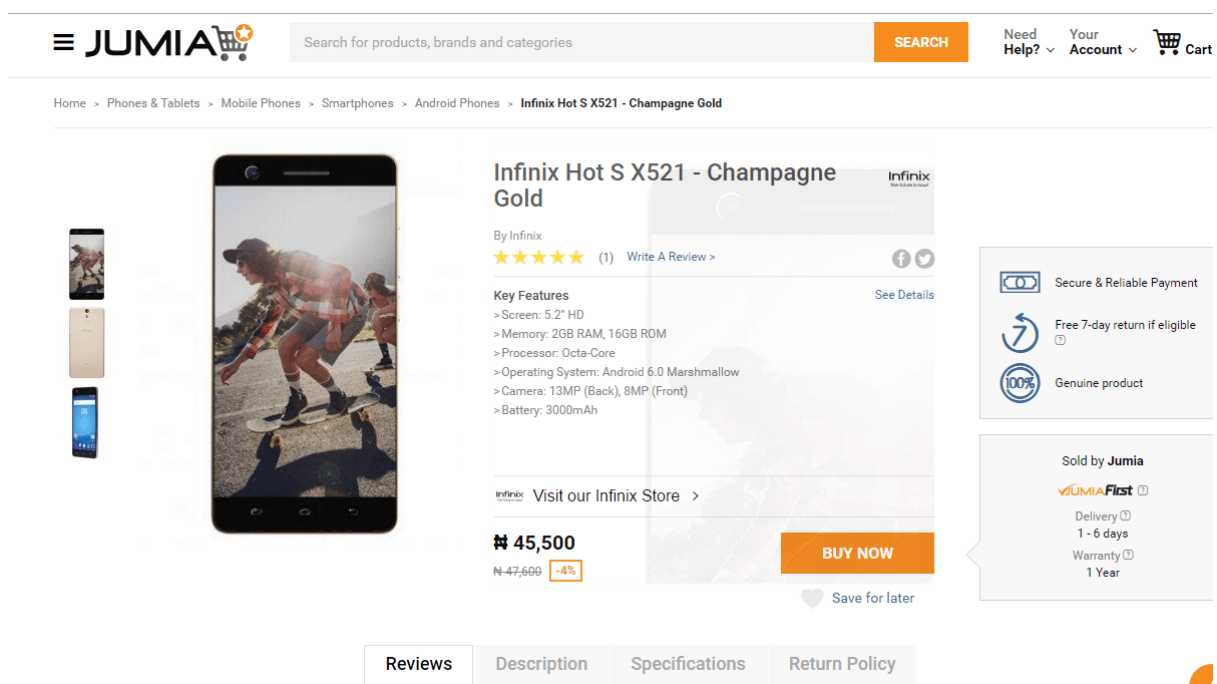 JUMIA
Search for products, brands and categories
SEARCH
Need Help?
Your Account
Cart
Home > Phones & Tablets > Mobile Phones > Smartphones > Android Phones > Infinix Hot S X521 - Champagne Gold
Infinix Hot S X521 - Champagne
Gold
Infinix
By Infinix
(1) Write A Review >
Key Features
See Details
> Screen: 5.2" HD
> Memory: 2GB RAM, 16GB ROM
> Processor: Octa-Core
> Operating System: Android 6.0 Marshmallow
> Camera: 13MP (Back), 8MP (Front)
> Battery: 3000mAh
Infinix Visit our Infinix Store >
₦ 45,500
₦ 47,600 -4%
BUY NOW
Save for later
Secure & Reliable Payment
7
Free 7-day return if eligible
?
100%
Genuine product
Sold by Jumia
JUMIA First ?
Delivery ?
1 - 6 days
Warranty ?
1 Year
Reviews
Description
Specifications
Return Policy